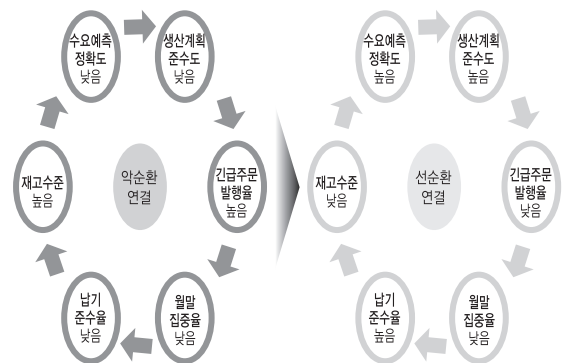 수요예측
정확도
낮음
생산계획
준수도
낮음
긴급주문
발행율
높음
월말
집중율
낮음
납기
준수율
낮음
재고수준
높음
악순환
연결
수요예측
정확도
높음
생산계획
준수도
높음
긴급주문
발행율
낮음
월말
집중율
낮음
납기
준수율
높음
재고수준
낮음
선순환
연결